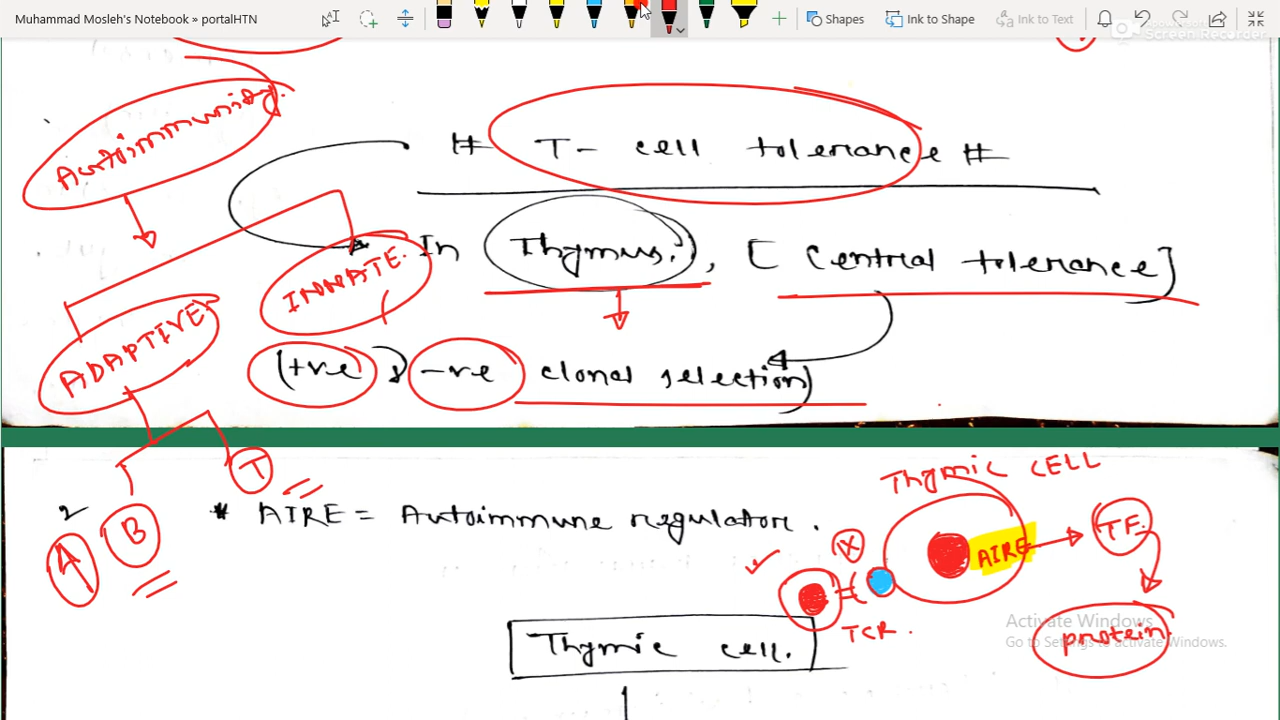 Muhammad Mosleh's Notebook » portalHTN
Shapes
Ink to Shape
Ink to Text
Screen Recorder
Autoimmunity
# T- cell tolerance #
INNATE
In Thymus, [Central tolerance]
ADAPTIVE
(+ve & -ve clonal selection)
T
B
A
* AIRE = Autoimmune regulator.
Thymic CELL
AIRE
TF
TCR.
protein
Thymic cell.
Activate Windows
Go to Settings to activate Windows.